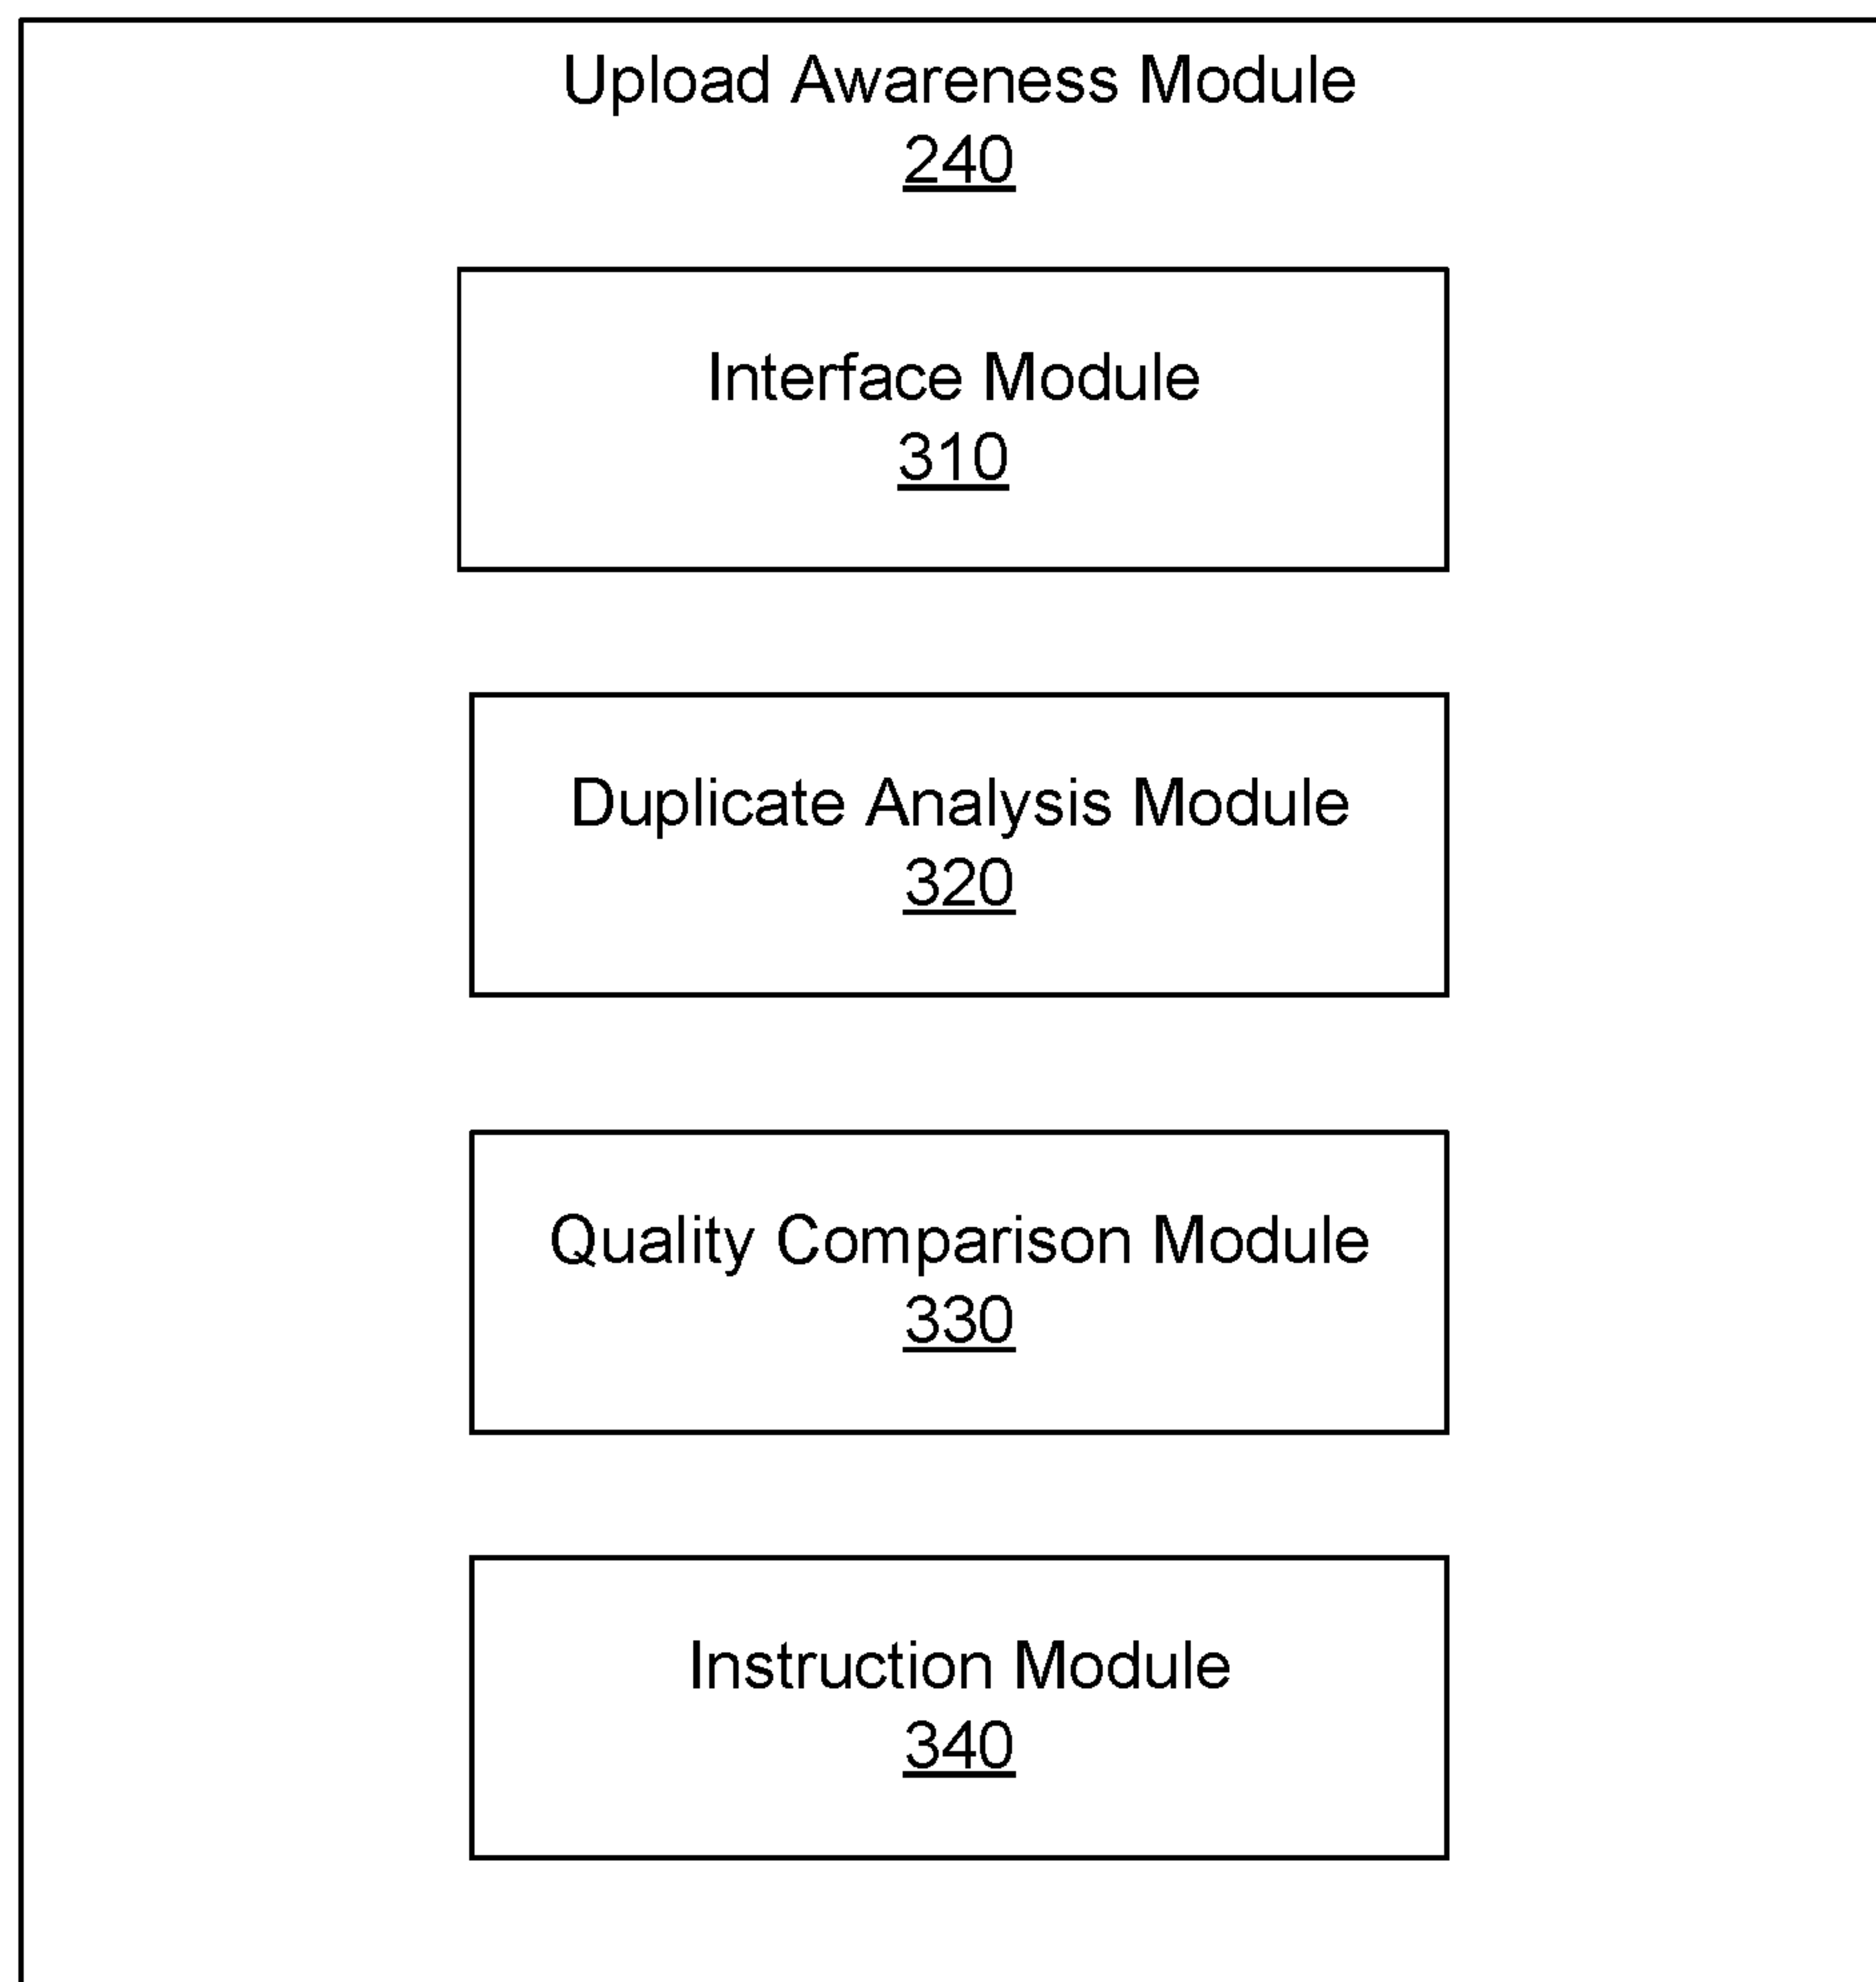 Upload Awareness Module
240
Interface Module
310
Duplicate Analysis Module
320
Quality Comparison Module
330
Instruction Module
340